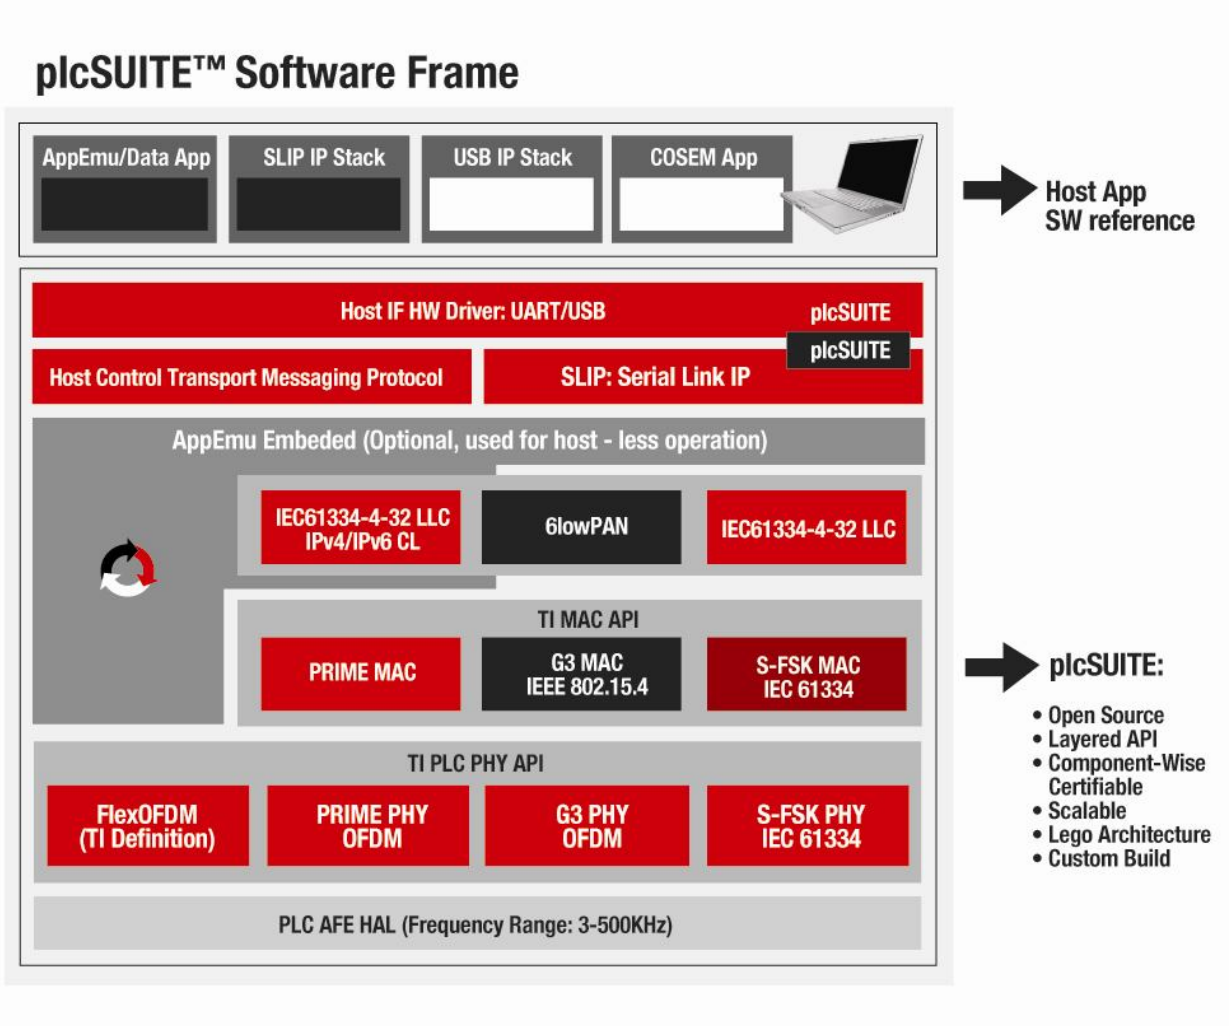 plcSUITE™ Software Frame
AppEmu/Data App
SLIP IP Stack
USB IP Stack
COSEM App
Host App
SW reference
Host IF HW Driver: UART/USB
plcSUITE
plcSUITE
Host Control Transport Messaging Protocol
SLIP: Serial Link IP
AppEmu Embeded (Optional, used for host - less operation)
IEC61334-4-32 LLC
IPv4/IPv6 CL
6lowPAN
IEC61334-4-32 LLC
TI MAC API
PRIME MAC
G3 MAC
IEEE 802.15.4
S-FSK MAC
IEC 61334
plcSUITE:
• Open Source
• Layered API
• Component-Wise
Certifiable
• Scalable
• Lego Architecture
• Custom Build
TI PLC PHY API
FlexOFDM
(TI Definition)
PRIME PHY
OFDM
G3 PHY
OFDM
S-FSK PHY
IEC 61334
PLC AFE HAL (Frequency Range: 3-500KHz)